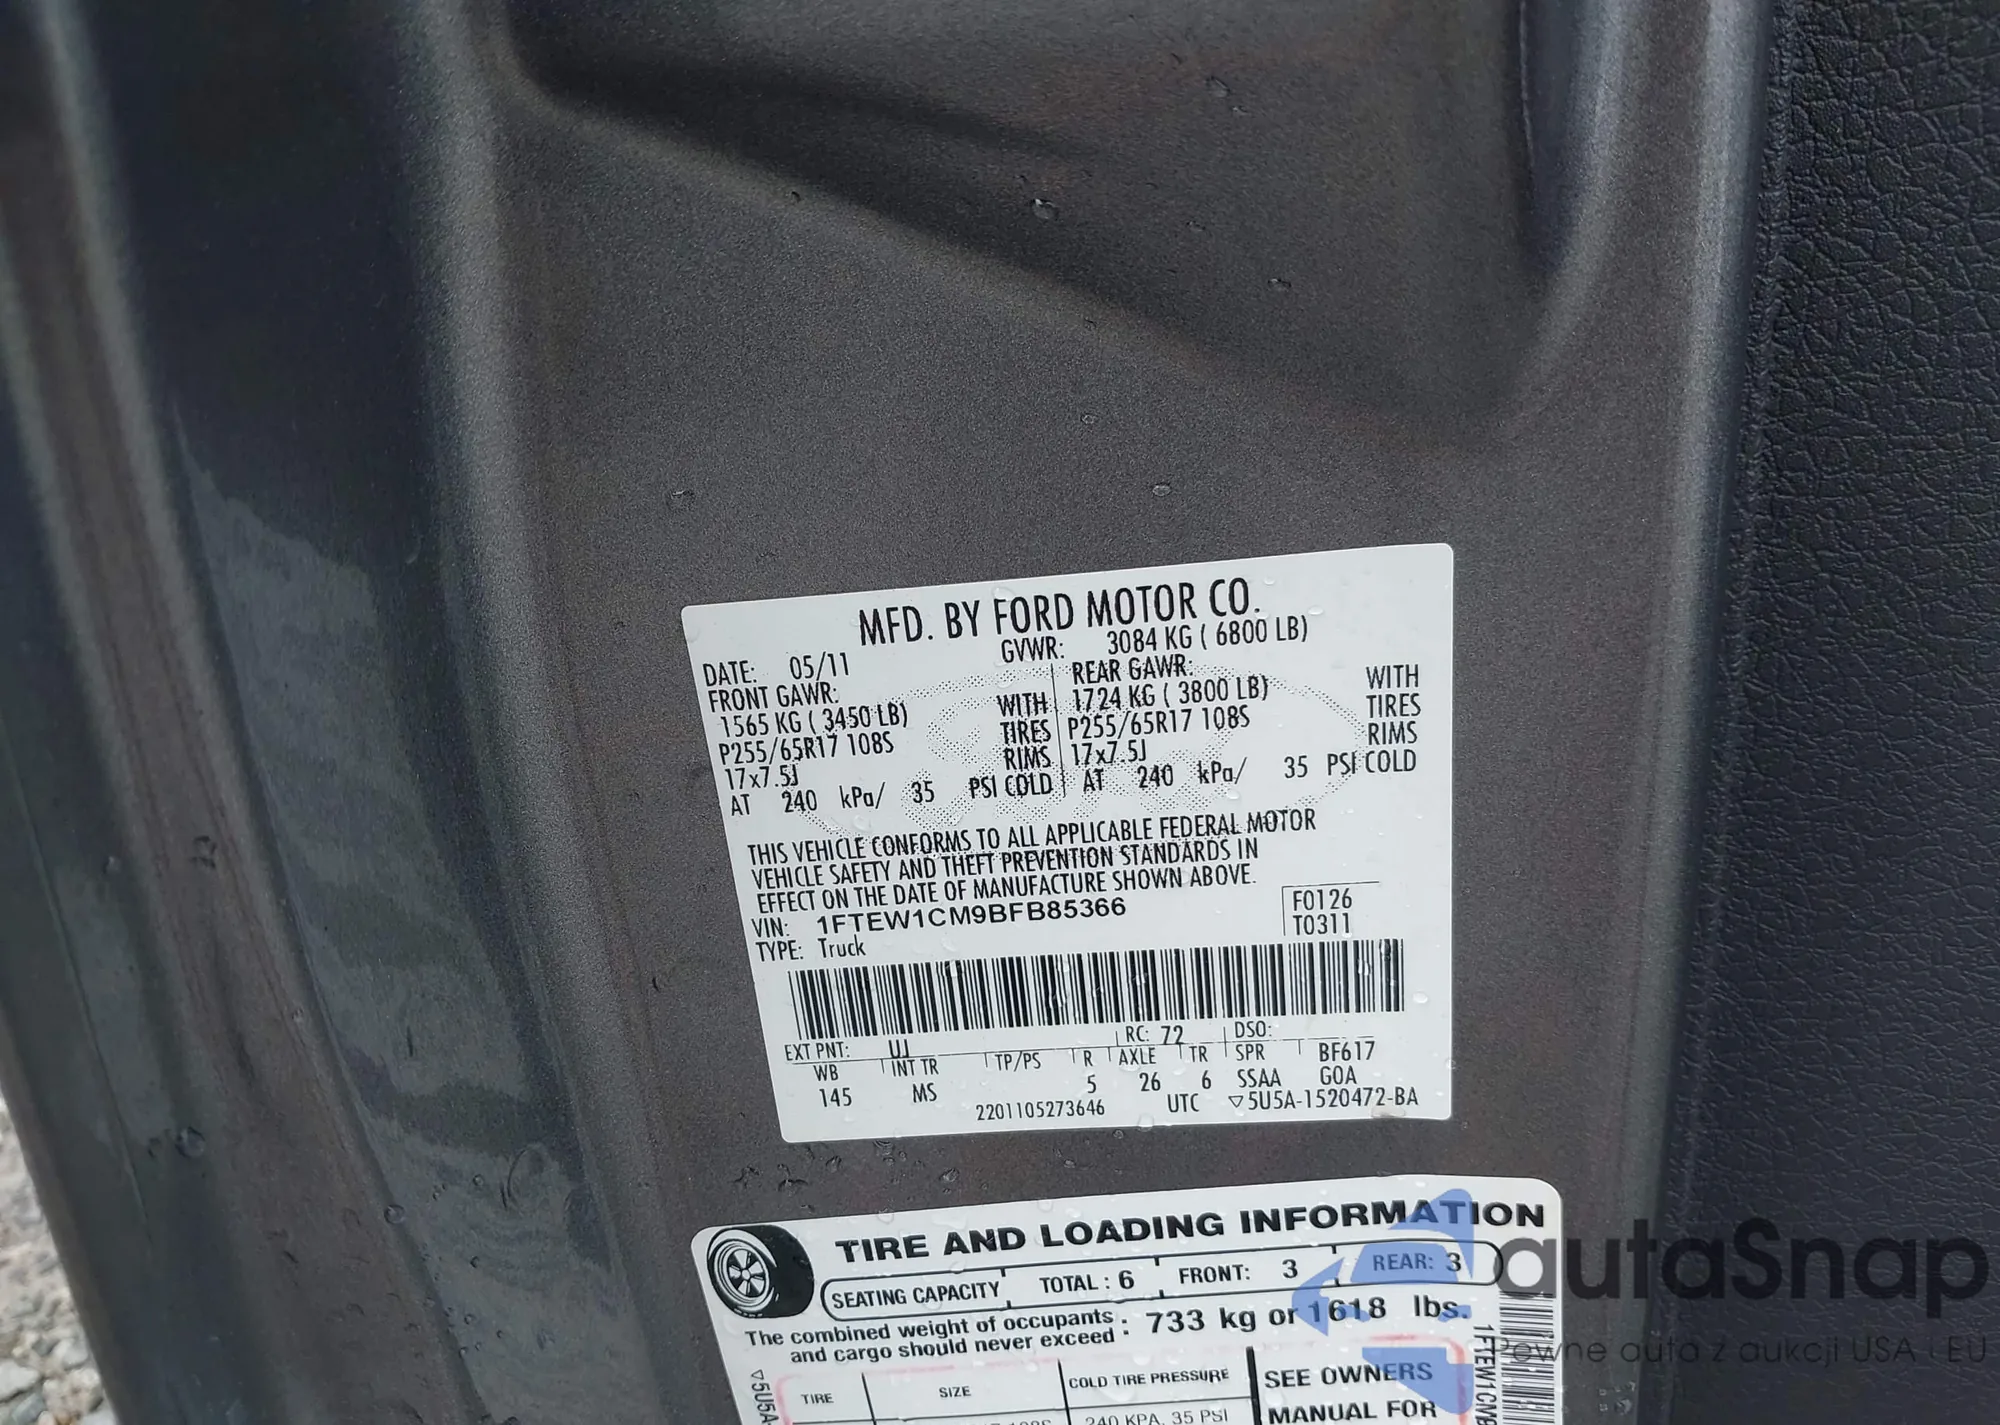 MFD. BY FORD MOTOR CO.
DATE: 05/11 GVWR: 3084 KG ( 6800 LB)
FRONT GAWR: REAR GAWR:
1565 KG ( 3450 LB) WITH 1724 KG ( 3800 LB) WITH
P255/65R17 108S TIRES P255/65R17 108S TIRES
17x7.5J RIMS 17x7.5J RIMS
AT 240 kPa/ 35 PSI COLD AT 240 kPa/ 35 PSI COLD
THIS VEHICLE CONFORMS TO ALL APPLICABLE FEDERAL MOTOR
VEHICLE SAFETY AND THEFT PREVENTION STANDARDS IN
EFFECT ON THE DATE OF MANUFACTURE SHOWN ABOVE.
VIN: 1FTEW1CM9BFB85366 F0126
TYPE: Truck T0311
EXT PNT: UJ RC: 72 DSO:
WB INT TR TP/PS R AXLE TR SPR BF617
145 MS 5 26 6 SSAA GOA
2201105273646 UTC ▽5U5A-1520472-BA
TIRE AND LOADING INFORMATION
SEATING CAPACITY TOTAL : 6 FRONT: 3 REAR: 3
The combined weight of occupants : 733 kg or 1618 lbs.
and cargo should never exceed :
TIRE SIZE COLD TIRE PRESSURE SEE OWNERS
240 KPA, 35 PSI MANUAL FOR
▽5U5A-
1FTEW1CM9
autaSnap
Pewne auta z aukcji USA i EU